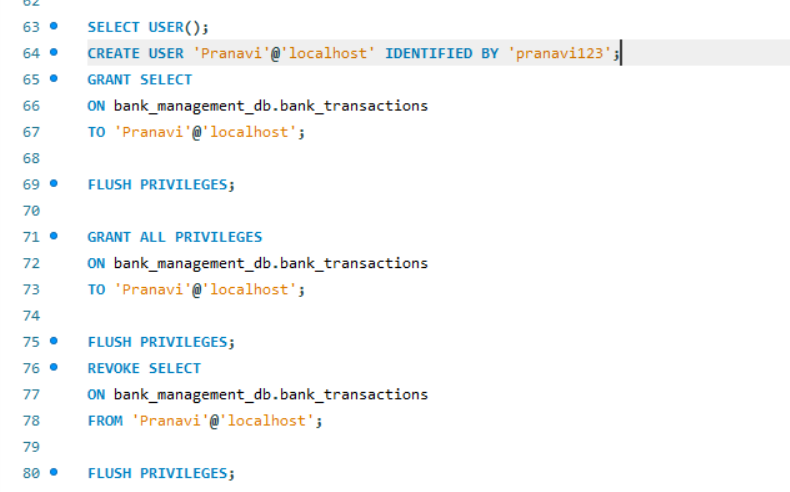 62
63 SELECT USER();
64 CREATE USER 'Pranavi'@'localhost' IDENTIFIED BY 'pranavi123';
65 GRANT SELECT
66 ON bank_management_db.bank_transactions
67 TO 'Pranavi'@'localhost';
68
69 FLUSH PRIVILEGES;
70
71 GRANT ALL PRIVILEGES
72 ON bank_management_db.bank_transactions
73 TO 'Pranavi'@'localhost';
74
75 FLUSH PRIVILEGES;
76 REVOKE SELECT
77 ON bank_management_db.bank_transactions
78 FROM 'Pranavi'@'localhost';
79
80 FLUSH PRIVILEGES;